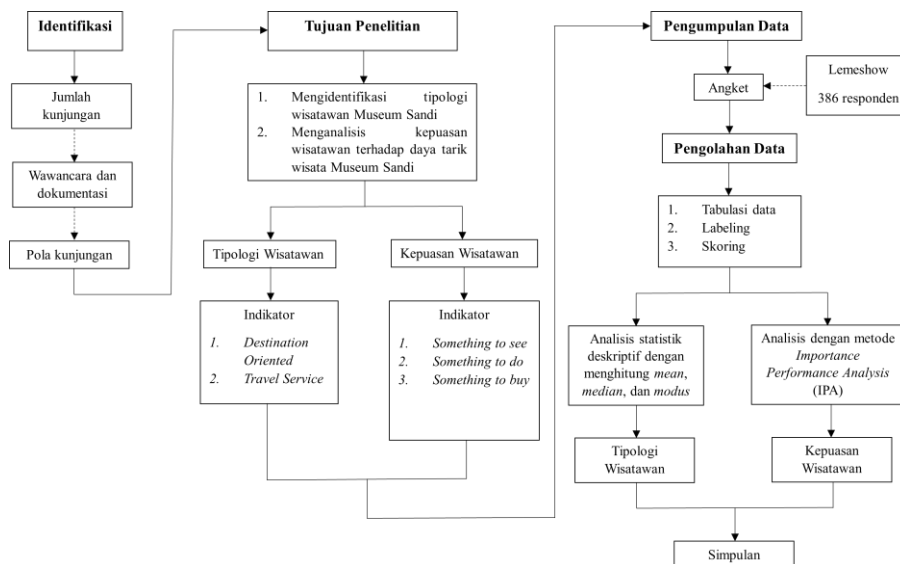 Identifikasi
Jumlah
kunjungan
Wawancara dan
dokumentasi
Pola kunjungan
Tujuan Penelitian
1. Mengidentifikasi tipologi
wisatawan Museum Sandi
2. Menganalisis kepuasan
wisatawan terhadap daya tarik
wisata Museum Sandi
Tipologi Wisatawan
Indikator
1. Destination
Oriented
2. Travel Service
Kepuasan Wisatawan
Indikator
1. Something to see
2. Something to do
3. Something to buy
Pengumpulan Data
Angket
Lemeshow
386 responden
Pengolahan Data
1. Tabulasi data
2. Labeling
3. Skoring
Analisis statistik
deskriptif dengan
menghitung mean,
median, dan modus
Tipologi
Wisatawan
Analisis dengan metode
Importance
Performance Analysis
(IPA)
Kepuasan
Wisatawan
Simpulan